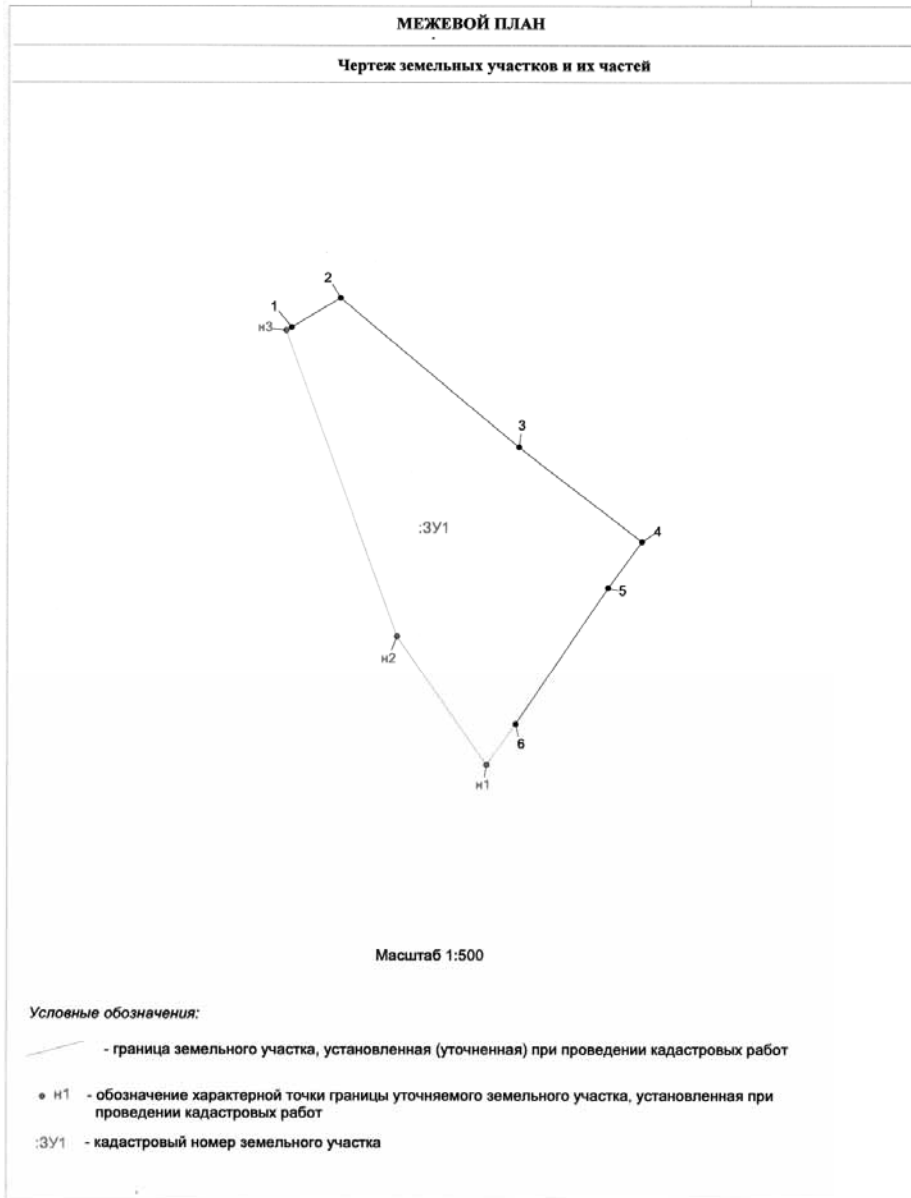 МЕЖЕВОЙ ПЛАН
Чертеж земельных участков и их частей
2
1
н3
3
4
:ЗУ1
5
н2
6
н1
Масштаб 1:500
Условные обозначения:
- граница земельного участка, установленная (уточненная) при проведении кадастровых работ
н1 - обозначение характерной точки границы уточняемого земельного участка, установленная при
проведении кадастровых работ
:ЗУ1 - кадастровый номер земельного участка